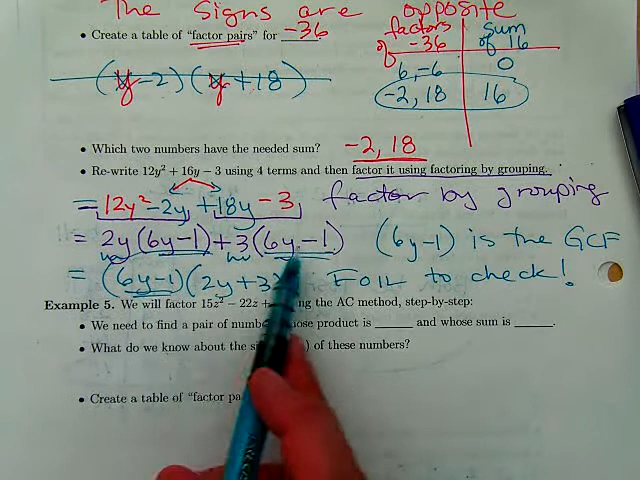 The signs are opposite
• Create a table of "factor pairs" for -36
factors of -36 | sum of 16
6, -6 | 0
-2, 18 | 16
(y-2)(y+18)
• Which two numbers have the needed sum? -2, 18
• Re-write 12y² + 16y − 3 using 4 terms and then factor it using factoring by grouping.
= 12y² - 2y + 18y - 3 factor by grouping
= 2y(6y-1)+3(6y-1) (6y-1) is the GCF
= (6y-1)(2y+3) FOIL to check!
Example 5. We will factor 15z² − 22z + ng the AC method, step-by-step:
• We need to find a pair of numb whose product is ____ and whose sum is ____.
• What do we know about the si ) of these numbers?
• Create a table of "factor pa